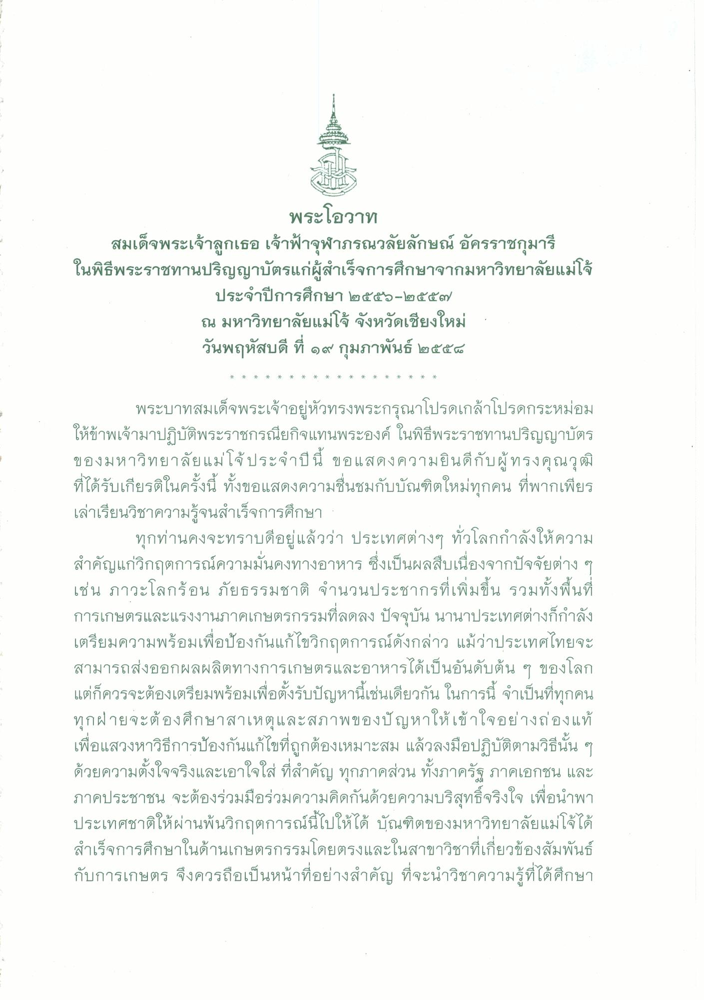 พระโอวาท
สมเด็จพระเจ้าลูกเธอ เจ้าฟ้าจุฬาภรณวลัยลักษณ์ อัครราชกุมารี
ในพิธีพระราชทานปริญญาบัตรแก่ผู้สำเร็จการศึกษาจากมหาวิทยาลัยแม่โจ้
ประจำปีการศึกษา ๒๕๕๖-๒๕๕๗
ณ มหาวิทยาลัยแม่โจ้ จังหวัดเชียงใหม่
วันพฤหัสบดี ที่ ๑๙ กุมภาพันธ์ ๒๕๕๘
* * * * * * * * * * * * * * * * * *
พระบาทสมเด็จพระเจ้าอยู่หัวทรงพระกรุณาโปรดเกล้าโปรดกระหม่อม
ให้ข้าพเจ้ามาปฏิบัติพระราชกรณียกิจแทนพระองค์ ในพิธีพระราชทานปริญญาบัตร
ของมหาวิทยาลัยแม่โจ้ประจำปีนี้ ขอแสดงความยินดีกับผู้ทรงคุณวุฒิ
ที่ได้รับเกียรติในครั้งนี้ ทั้งขอแสดงความชื่นชมกับบัณฑิตใหม่ทุกคน ที่พากเพียร
เล่าเรียนวิชาความรู้จนสำเร็จการศึกษา
ทุกท่านคงจะทราบดีอยู่แล้วว่า ประเทศต่างๆ ทั่วโลกกำลังให้ความ
สำคัญแก่วิกฤตการณ์ความมั่นคงทางอาหาร ซึ่งเป็นผลสืบเนื่องจากปัจจัยต่าง ๆ
เช่น ภาวะโลกร้อน ภัยธรรมชาติ จำนวนประชากรที่เพิ่มขึ้น รวมทั้งพื้นที่
การเกษตรและแรงงานภาคเกษตรกรรมที่ลดลง ปัจจุบัน นานาประเทศต่างก็กำลัง
เตรียมความพร้อมเพื่อป้องกันแก้ไขวิกฤตการณ์ดังกล่าว แม้ว่าประเทศไทยจะ
สามารถส่งออกผลผลิตทางการเกษตรและอาหารได้เป็นอันดับต้น ๆ ของโลก
แต่ก็ควรจะต้องเตรียมพร้อมเพื่อตั้งรับปัญหานี้เช่นเดียวกัน ในการนี้ จำเป็นที่ทุกคน
ทุกฝ่ายจะต้องศึกษาสาเหตุและสภาพของปัญหาให้เข้าใจอย่างถ่องแท้
เพื่อแสวงหาวิธีการป้องกันแก้ไขที่ถูกต้องเหมาะสม แล้วลงมือปฏิบัติตามวิธีนั้น ๆ
ด้วยความตั้งใจจริงและเอาใจใส่ ที่สำคัญ ทุกภาคส่วน ทั้งภาครัฐ ภาคเอกชน และ
ภาคประชาชน จะต้องร่วมมือร่วมความคิดกันด้วยความบริสุทธิ์จริงใจ เพื่อนำพา
ประเทศชาติให้ผ่านพ้นวิกฤตการณ์นี้ไปให้ได้ บัณฑิตของมหาวิทยาลัยแม่โจ้ได้
สำเร็จการศึกษาในด้านเกษตรกรรมโดยตรงและในสาขาวิชาที่เกี่ยวข้องสัมพันธ์
กับการเกษตร จึงควรถือเป็นหน้าที่อย่างสำคัญ ที่จะนำวิชาความรู้ที่ได้ศึกษา